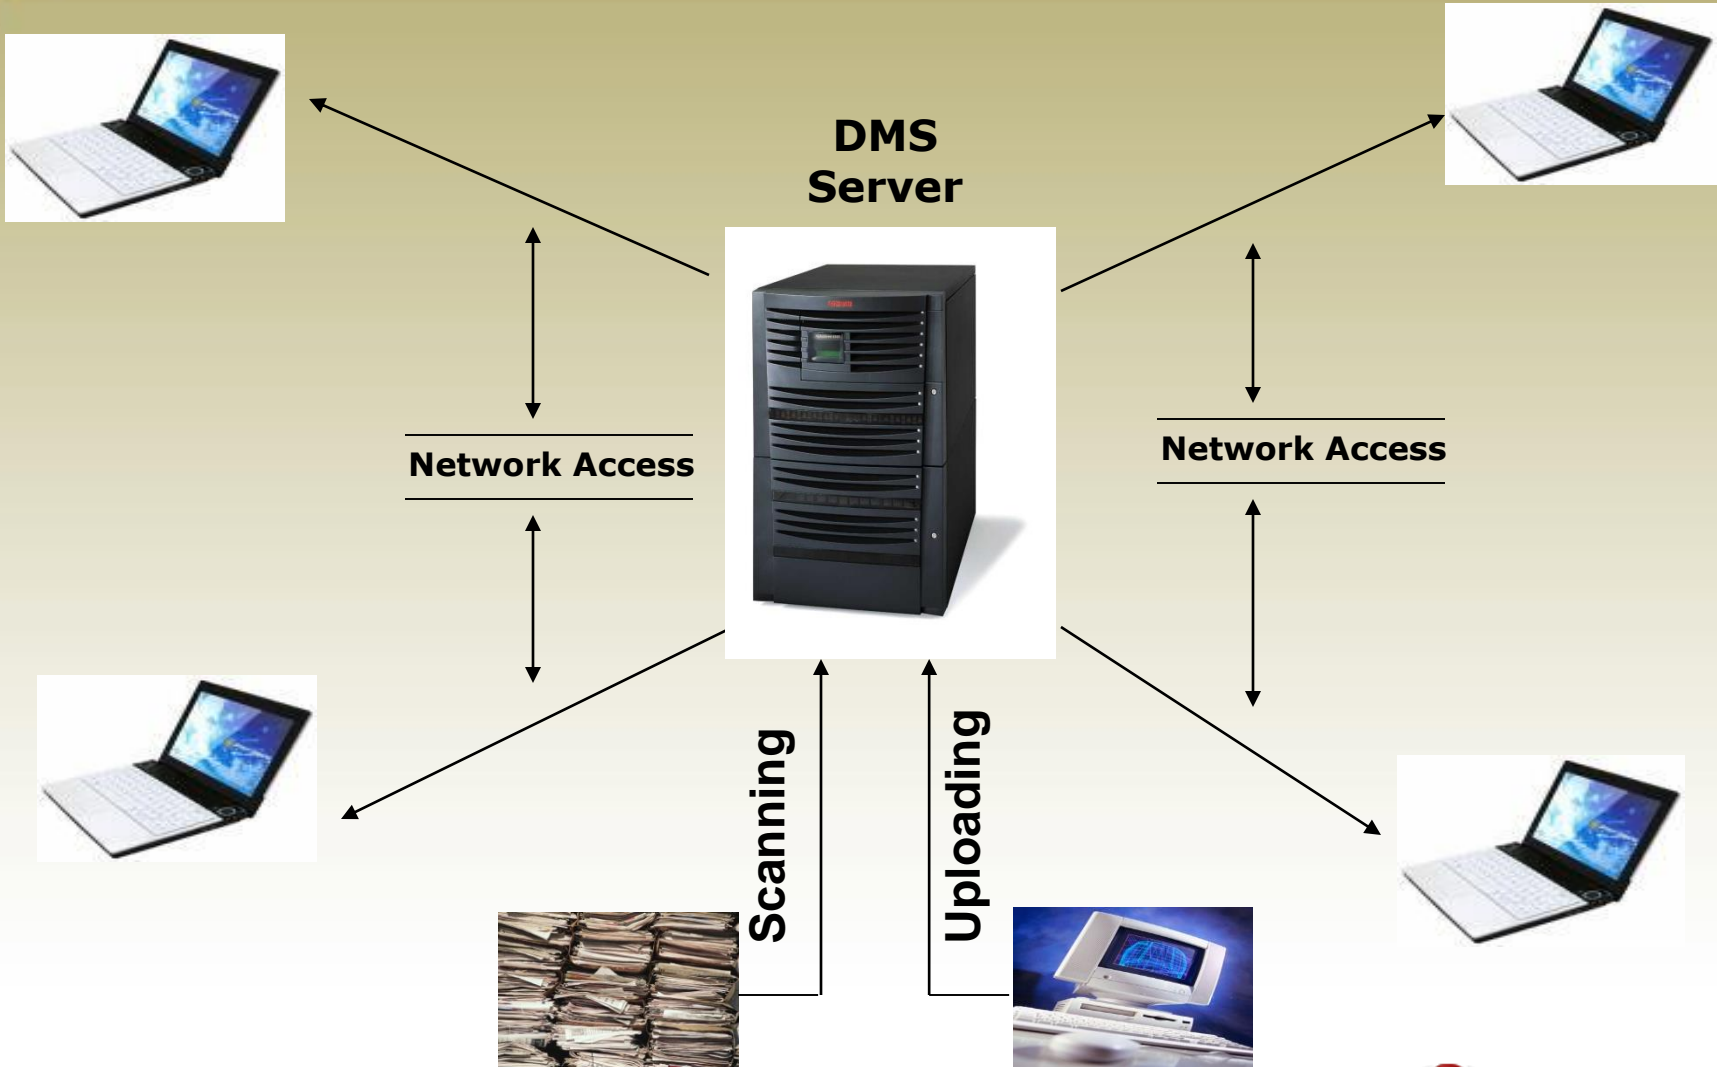 DMS
Server
Network Access
Network Access
Scanning
Uploading